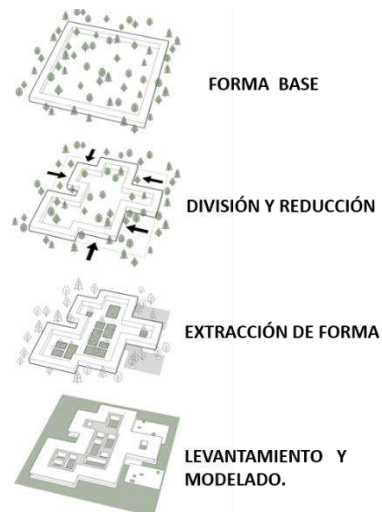 FORMA BASE
DIVISIÓN Y REDUCCIÓN
EXTRACCIÓN DE FORMA
LEVANTAMIENTO Y
MODELADO.